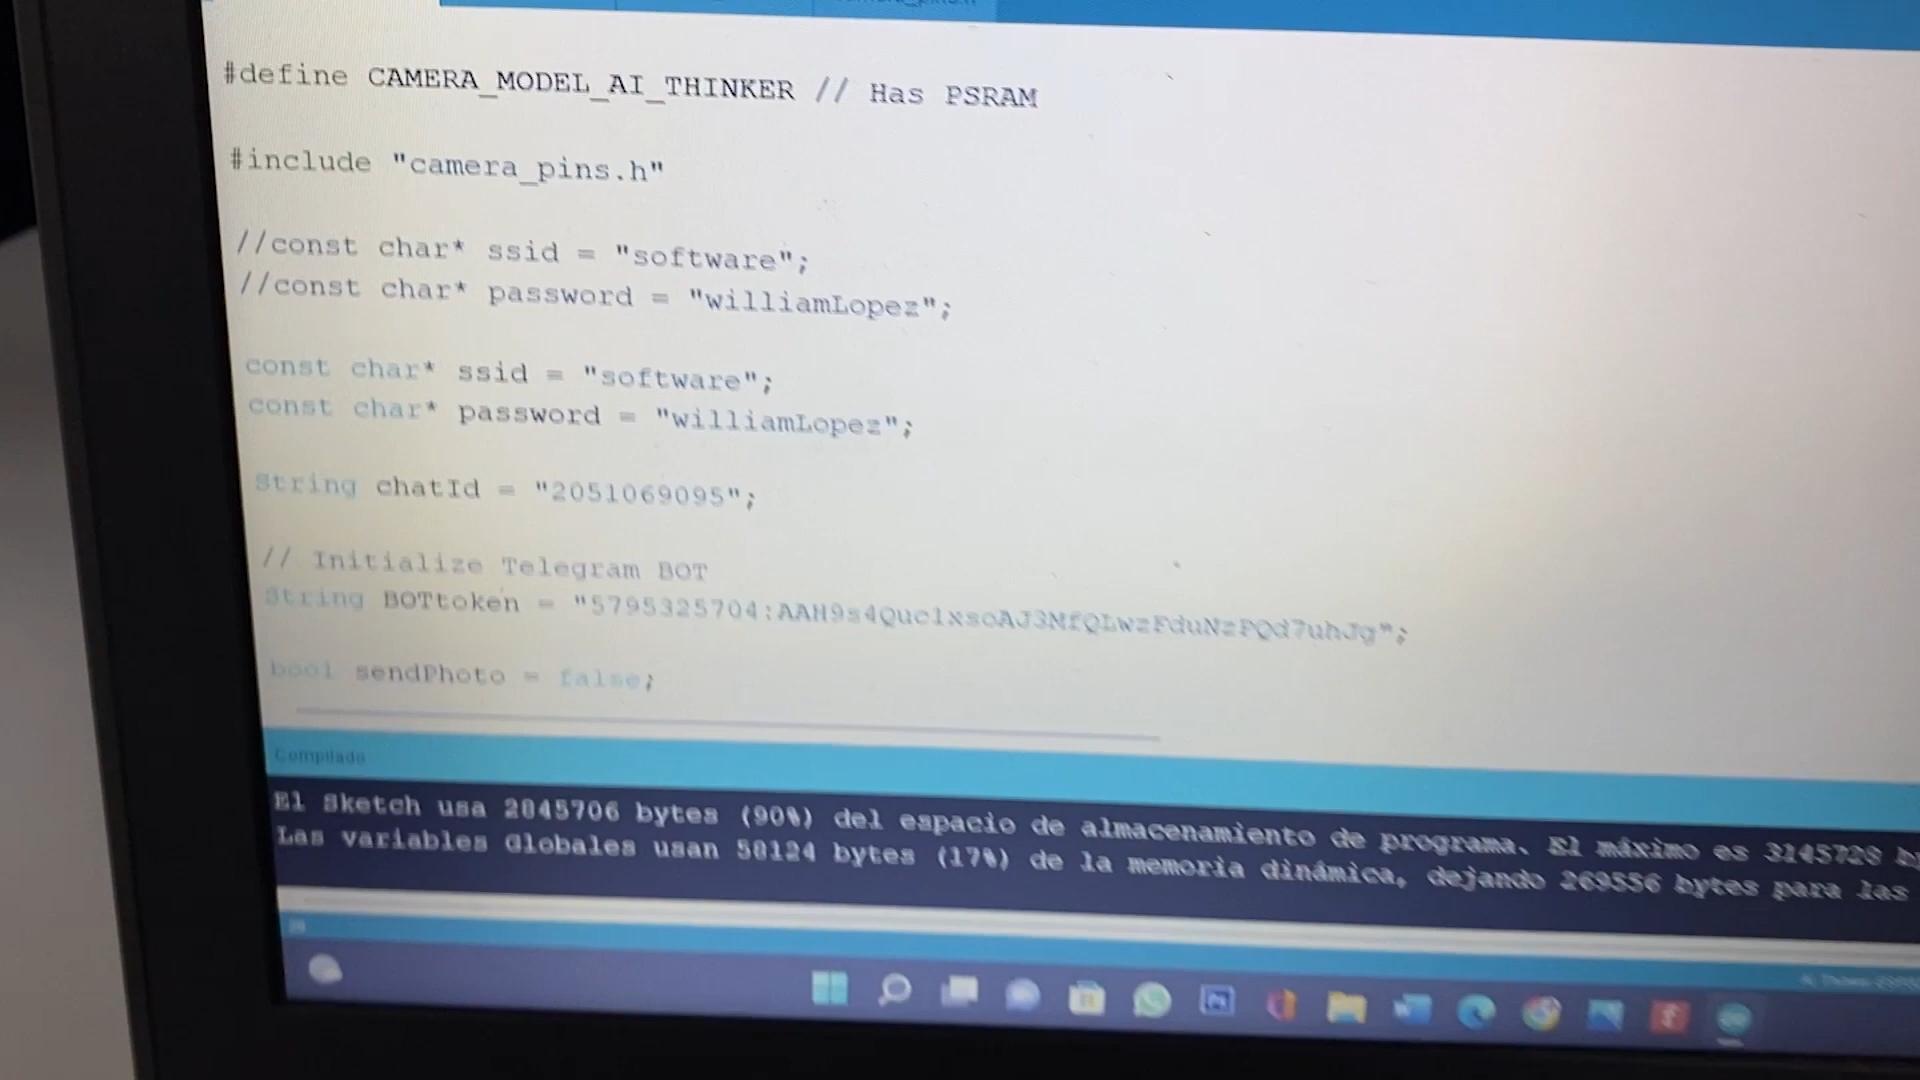 #define CAMERA_MODEL_AI_THINKER // Has PSRAM
#include "camera_pins.h"
//const char* ssid = "software";
//const char* password = "williamLopez";
const char* ssid = "software";
const char* password = "williamLopez";
String chatId = "2051069095";
// Initialize Telegram BOT
String BOTtoken =
bool sendPhoto = false;
Compilado
El Sketch usa 2845706 bytes (90%) del espacio de almacenamiento de programa. El máximo es 3145728
Las variables Globales usan 58124 bytes (17%) de la memoria dinámica, dejando 269556 bytes para las